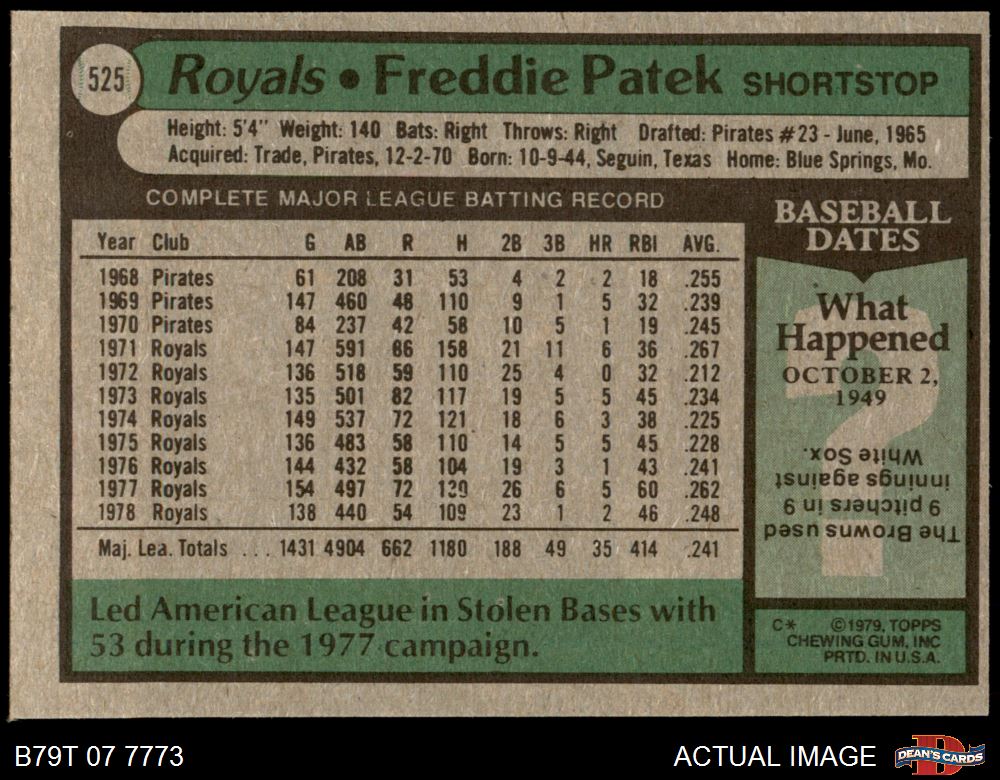 525
Royals • Freddie Patek SHORTSTOP
Height: 5'4" Weight: 140 Bats: Right Throws: Right Drafted: Pirates #23 - June, 1965
Acquired: Trade, Pirates, 12-2-70 Born: 10-9-44, Seguin, Texas Home: Blue Springs, Mo.
COMPLETE MAJOR LEAGUE BATTING RECORD
Year Club G AB R H 2B 3B HR RBI AVG.
1968 Pirates 61 208 31 53 4 2 2 18 .255
1969 Pirates 147 460 48 110 9 1 5 32 .239
1970 Pirates 84 237 42 58 10 5 1 19 .245
1971 Royals 147 591 86 158 21 11 6 36 .267
1972 Royals 136 518 59 110 25 4 0 32 .212
1973 Royals 135 501 82 117 19 5 5 45 .234
1974 Royals 149 537 72 121 18 6 3 38 .225
1975 Royals 136 483 58 110 14 5 5 45 .228
1976 Royals 144 432 58 104 19 3 1 43 .241
1977 Royals 154 497 72 130 26 6 5 60 .262
1978 Royals 138 440 54 109 23 1 2 46 .248
Maj. Lea. Totals ... 1431 4904 662 1180 188 49 35 414 .241
Led American League in Stolen Bases with
53 during the 1977 campaign.
BASEBALL
DATES
What
Happened
OCTOBER 2,
1949
?
The Browns used
9 pitchers in 9
innings against
White Sox.
C* ©1979, TOPPS
CHEWING GUM, INC
PRTD. IN U.S.A.
B79T 07 7773
ACTUAL IMAGE
D
DEAN'S CARDS